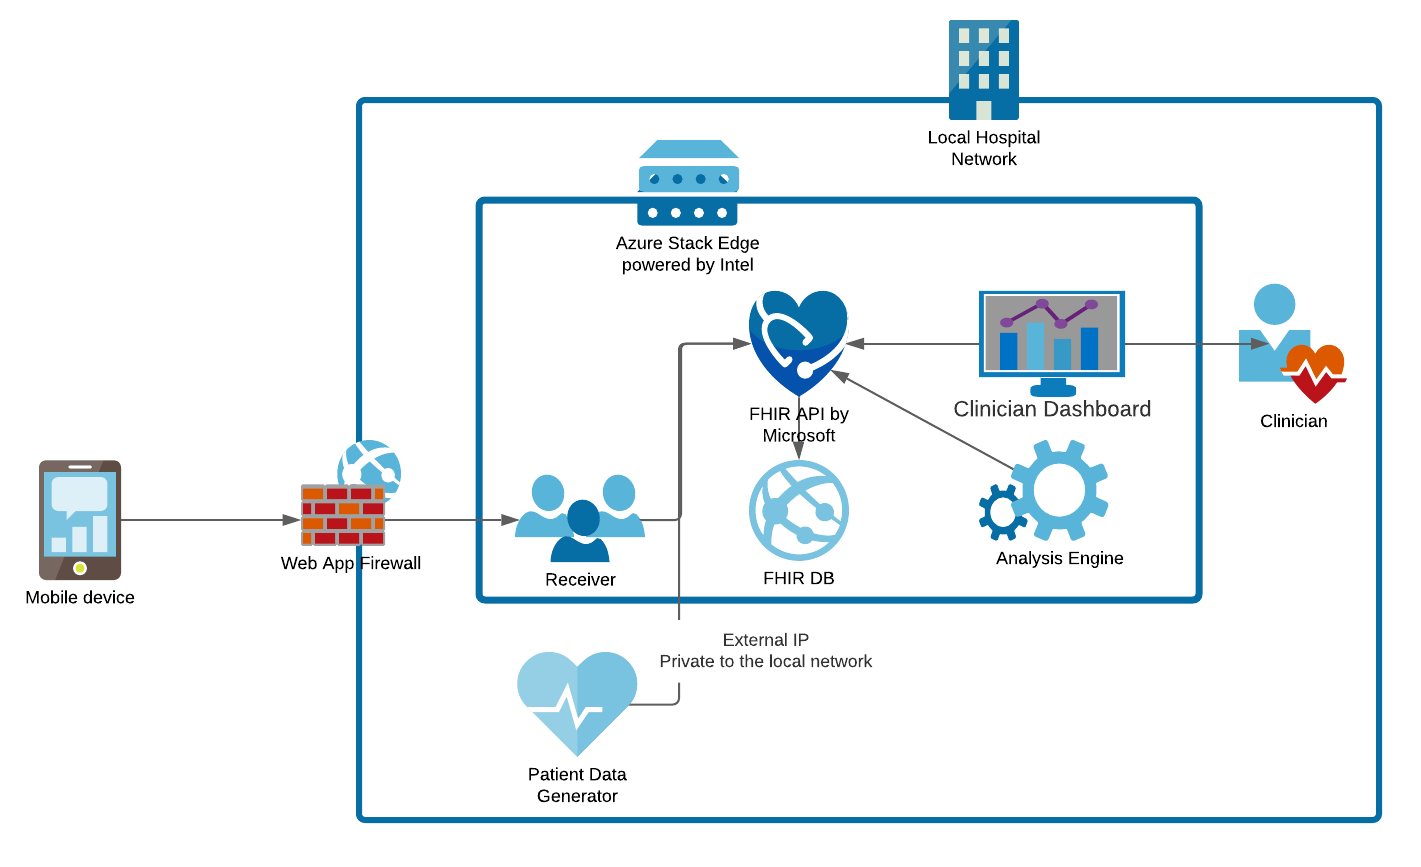 Local Hospital
Network
Azure Stack Edge
powered by Intel
FHIR API by
Microsoft
Clinician Dashboard
Clinician
Mobile device
Web App Firewall
Receiver
FHIR DB
Analysis Engine
External IP
Private to the local network
Patient Data
Generator